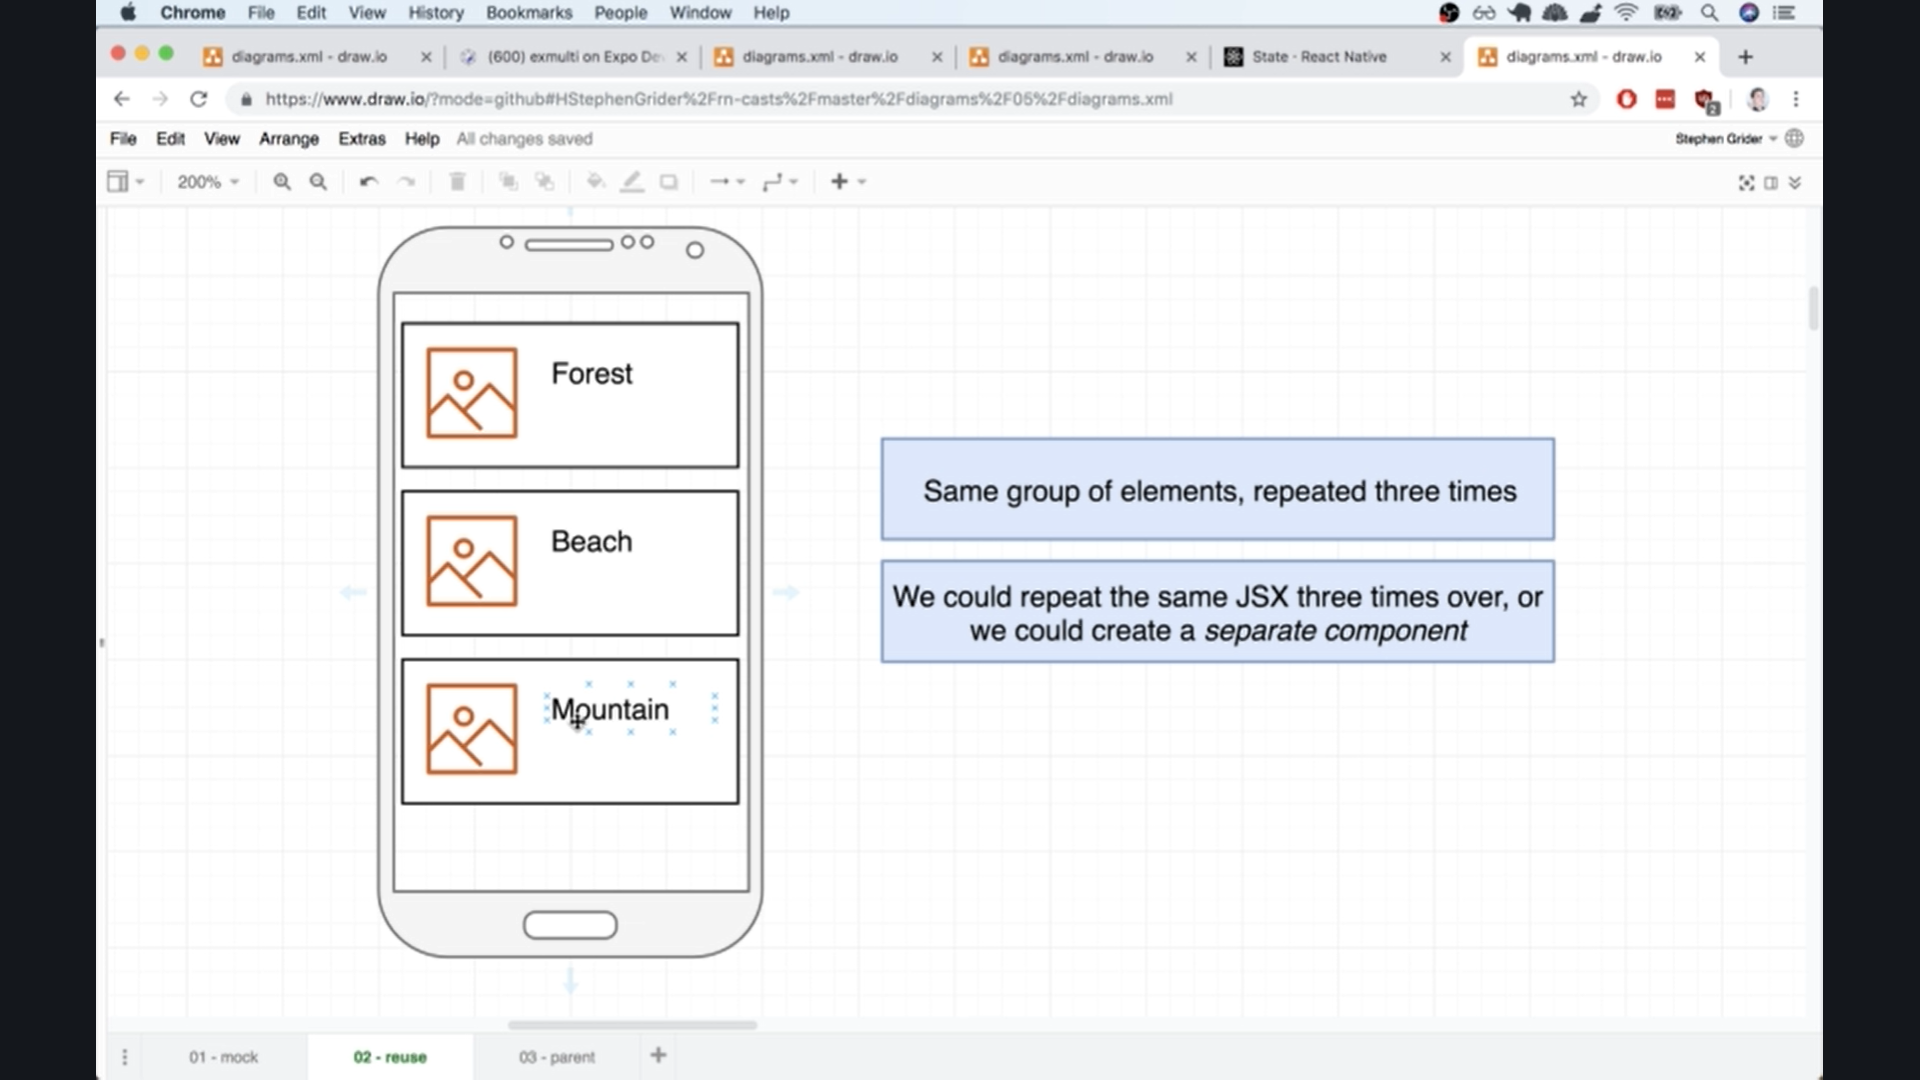 Chrome File Edit View History Bookmarks People Window Help
diagrams.xml - draw.io (600) exmulti on Expo De diagrams.xml - draw.io diagrams.xml - draw.io State - React Native diagrams.xml - draw.io
https://www.draw.io/?mode=github#HStephenGrider%2Frn-casts%2Fmaster%2Fdiagrams%2F05%2Fdiagrams.xml
2
File Edit View Arrange Extras Help All changes saved Stephen Grider
200%
Forest
Beach
Mountain
Same group of elements, repeated three times
We could repeat the same JSX three times over, or
we could create a separate component
01 - mock 02 - reuse 03 - parent